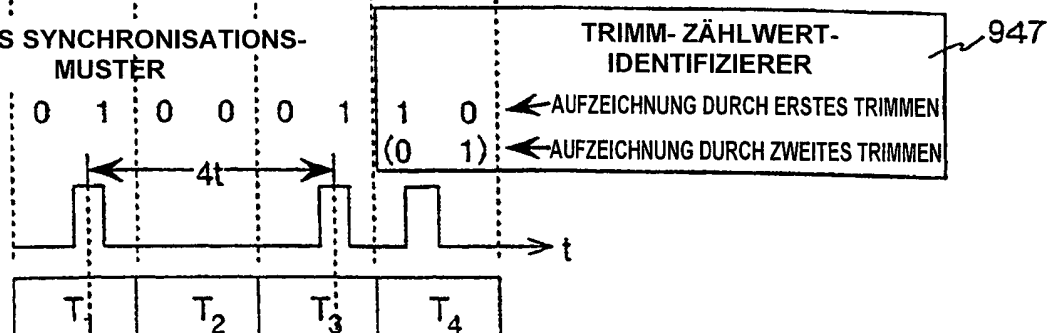 S SYNCHRONISATIONS-
MUSTER
TRIMM- ZÄHLWERT-
IDENTIFIZIERER
947
0 1 0 0 0 1 1 0 AUFZEICHNUNG DURCH ERSTES TRIMMEN
(0 1) AUFZEICHNUNG DURCH ZWEITES TRIMMEN
4t
t
T1 T2 T3 T4